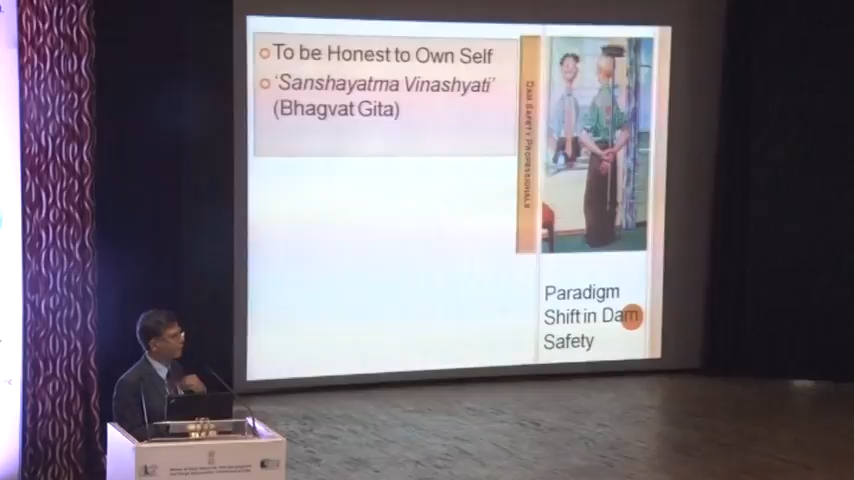 To be Honest to Own Self
'Sanshayatma Vinashyati'
(Bhagvat Gita)
DAM SAFETY PROFESSIONALS
Paradigm
Shift in Dam
Safety